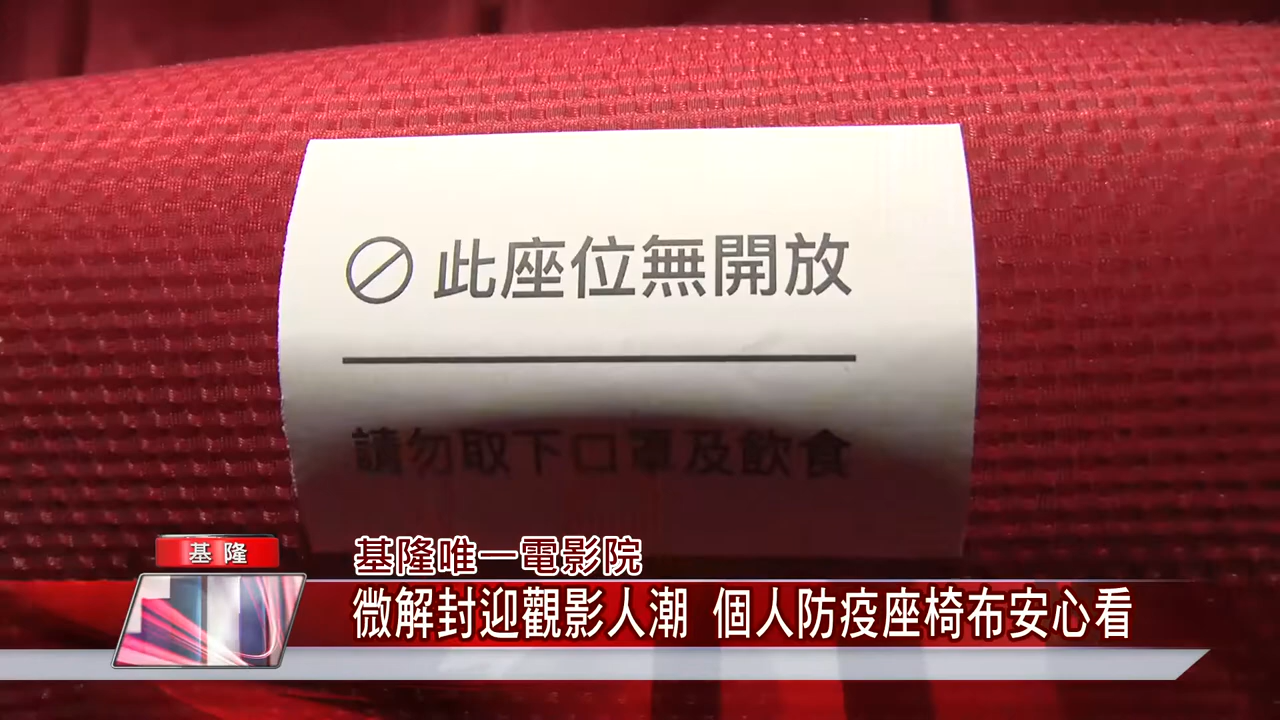 此座位無開放
請勿取下口罩及飲食
基隆
基隆唯一電影院
微解封迎觀影人潮 個人防疫座椅布安心看